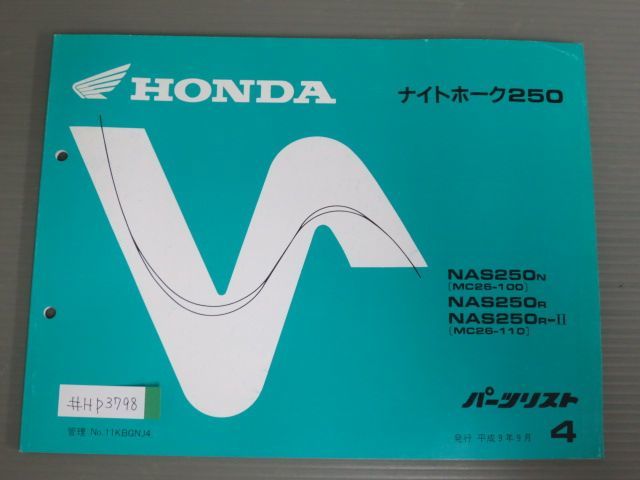 HONDA
ナイトホーク250
NAS250N
[MC26-100]
NAS250R
NAS250R-II
[MC26-110]
パーツリスト
#HP3798
管理 No.11KBGNJ4
発行 平成9年9月 4